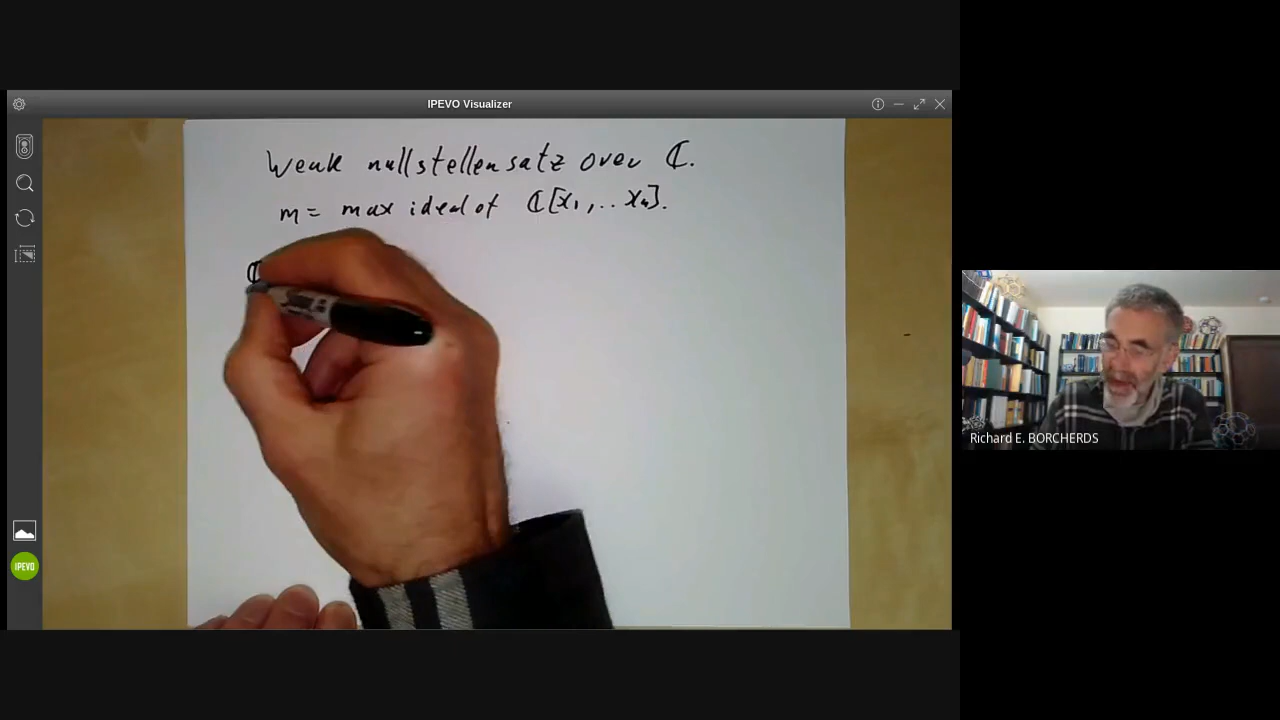 IPEVO Visualizer
Weak nullstellensatz over ℂ.
m = max ideal of ℂ[x₁,..xₙ].
ℂ
IPEVO
Richard E. BORCHERDS